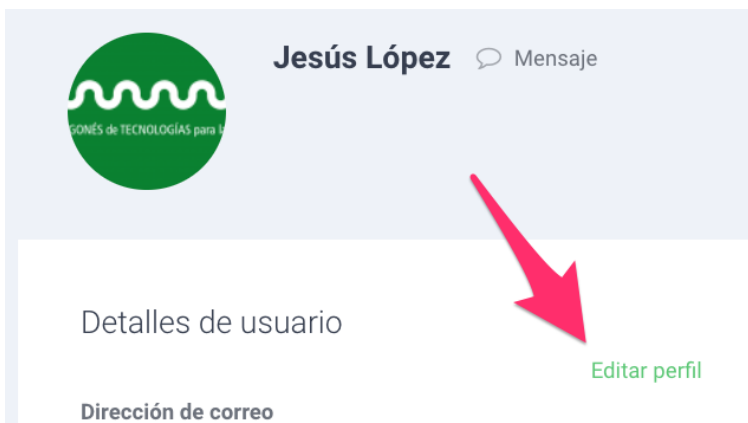 Jesús López Mensaje
GONÉS de TECNOLOGÍAS para l
Detalles de usuario
Editar perfil
Dirección de correo